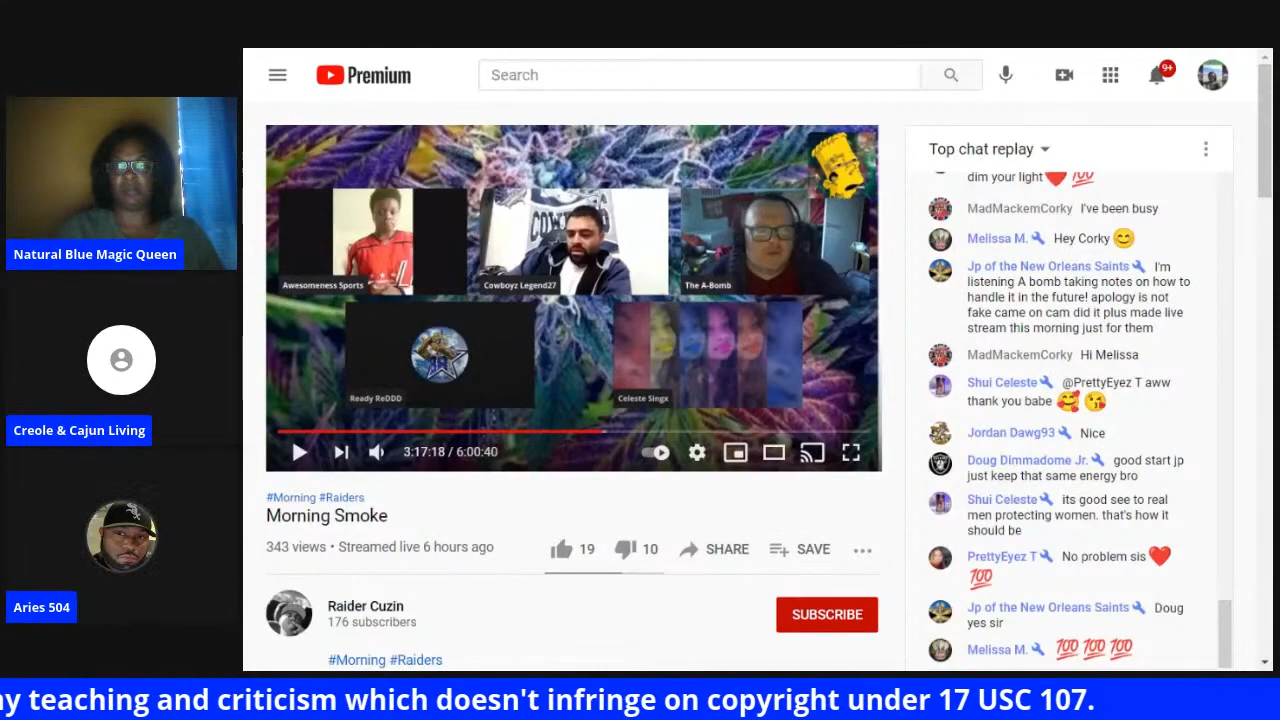 Premium
Search
9+
Natural Blue Magic Queen
Creole & Cajun Living
Aries 504
Awesomeness Sports
Cowboyz Legend27
The A-Bomb
Ready ReDDD
Celeste Singx
3:17:18 / 6:00:40
#Morning #Raiders
Morning Smoke
343 views • Streamed live 6 hours ago
19
10
SHARE
SAVE
Raider Cuzin
176 subscribers
SUBSCRIBE
#Morning #Raiders
Top chat replay
dim your light❤️💯
MadMackemCorky I've been busy
Melissa M. Hey Corky 😊
Jp of the New Orleans Saints I'm
listening A bomb taking notes on how to
handle it in the future! apology is not
fake came on cam did it plus made live
stream this morning just for them
MadMackemCorky Hi Melissa
Shui Celeste @PrettyEyez T aww
thank you babe 🥰 😘
Jordan Dawg93 Nice
Doug Dimmadome Jr. good start jp
just keep that same energy bro
Shui Celeste its good see to real
men protecting women. that's how it
should be
PrettyEyez T No problem sis❤️
💯
Jp of the New Orleans Saints Doug
yes sir
Melissa M. 💯💯💯
y teaching and criticism which doesn't infringe on copyright under 17 USC 107.